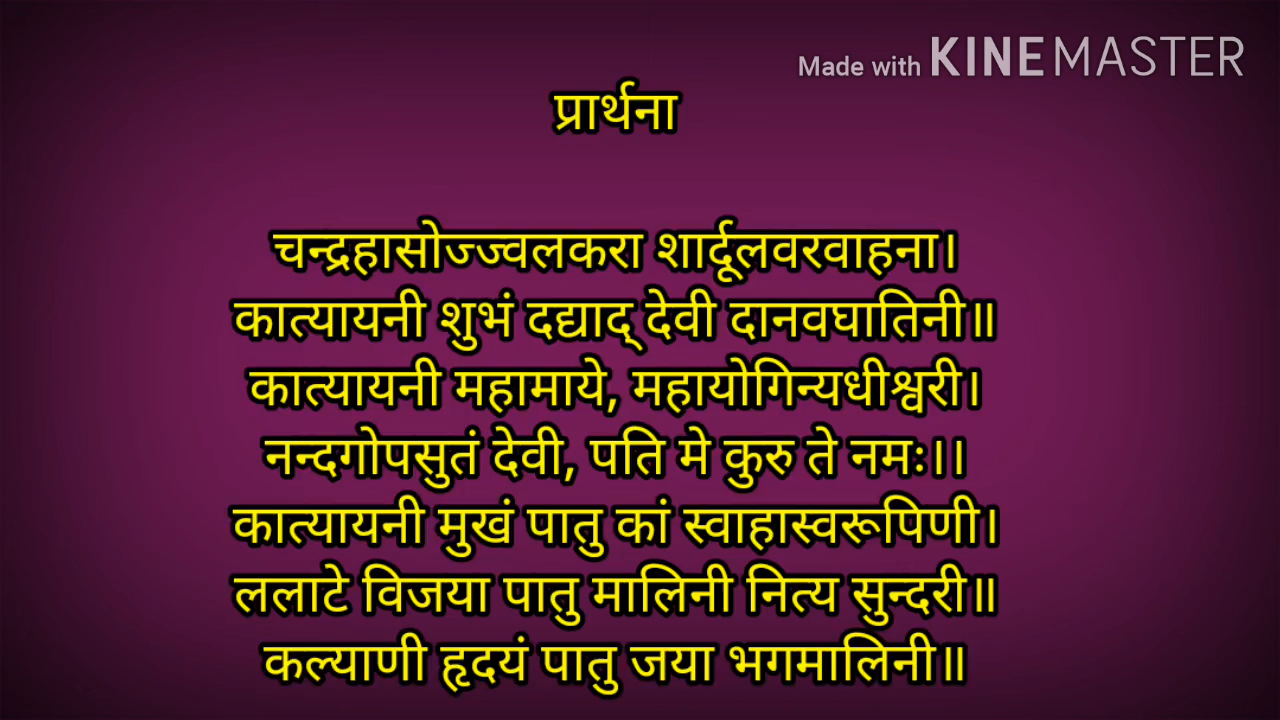 Made with KINEMASTER
प्रार्थना
चन्द्रहासोज्ज्वलकरा शार्दूलवरवाहना।
कात्यायनी शुभं दद्याद् देवी दानवघातिनी॥
कात्यायनी महामाये, महायोगिन्यधीश्वरी।
नन्दगोपसुतं देवी, पति मे कुरु ते नमः।।
कात्यायनी मुखं पातु कां स्वाहास्वरूपिणी।
ललाटे विजया पातु मालिनी नित्य सुन्दरी॥
कल्याणी हृदयं पातु जया भगमालिनी॥